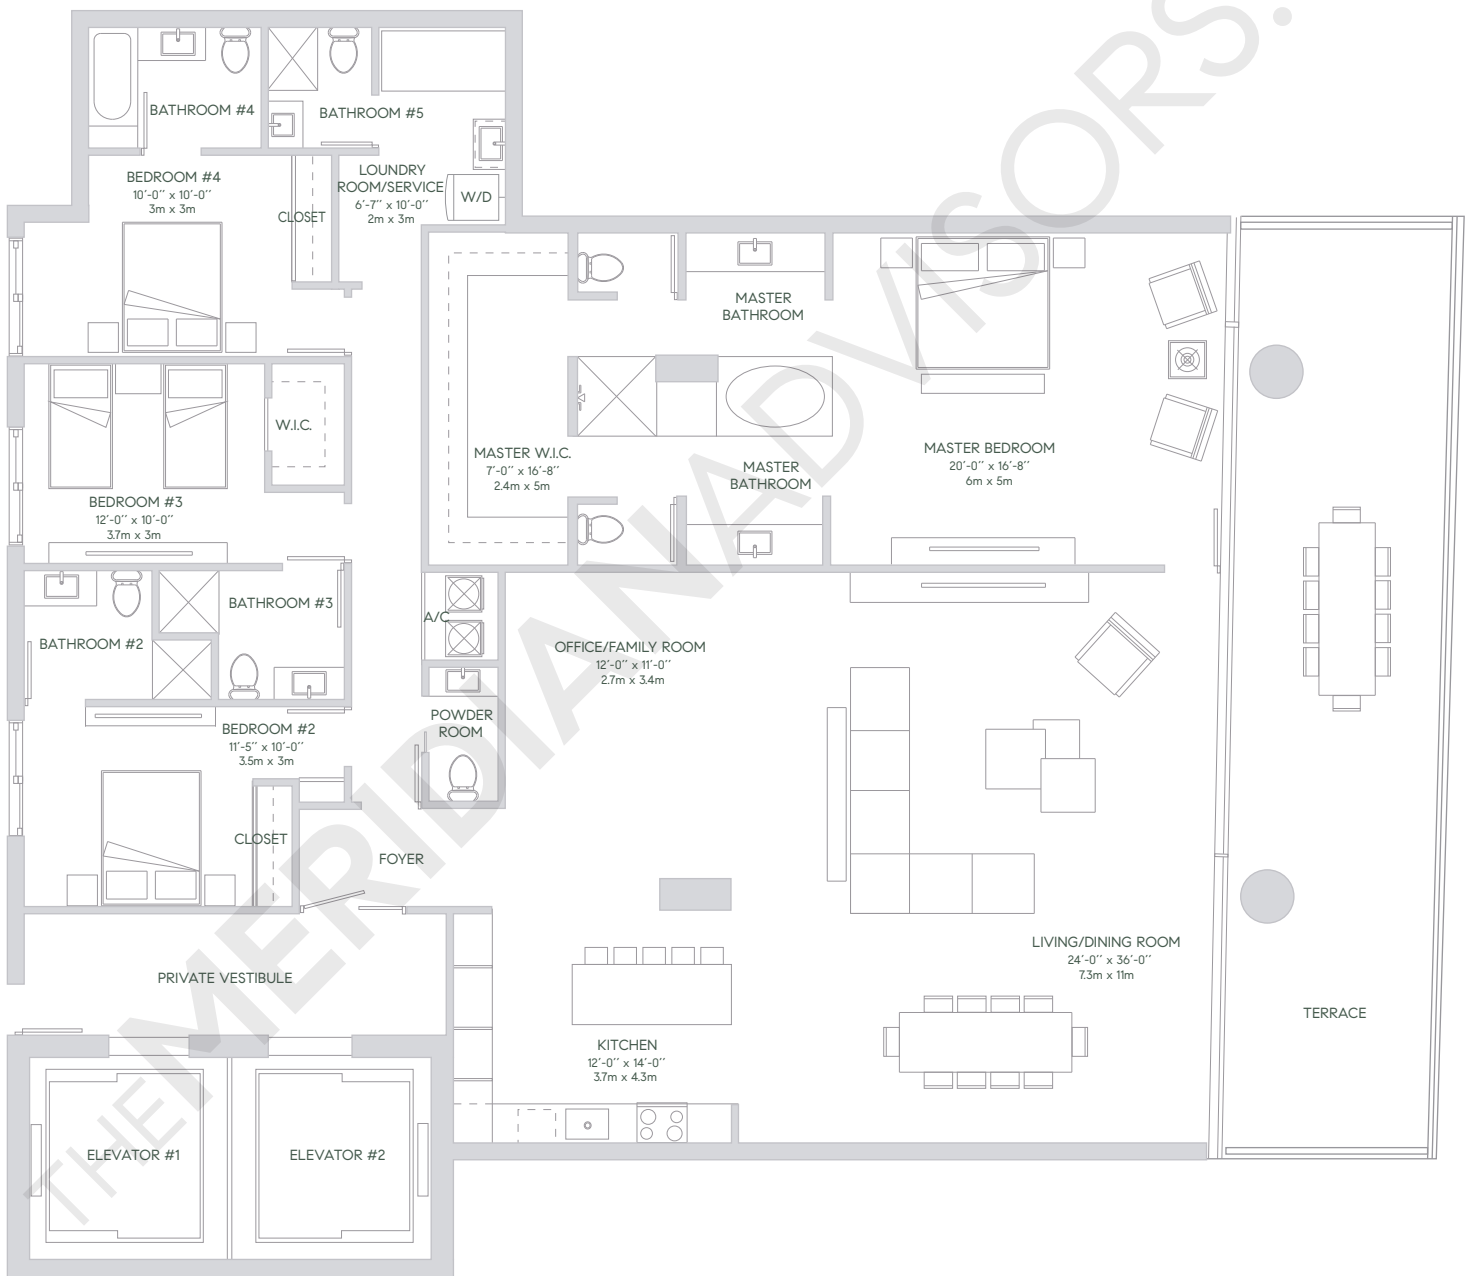 BATHROOM #4
BATHROOM #5
BEDROOM #4
10´-0´´ x 10´-0´´
3m x 3m
CLOSET
LOUNDRY
ROOM/SERVICE
6´-7´´ x 10´-0´´
2m x 3m
W/D
MASTER
BATHROOM
W.I.C.
BEDROOM #3
12´-0´´ x 10´-0´´
3.7m x 3m
MASTER W.I.C.
7´-0´´ x 16´-8´´
2.4m x 5m
MASTER
BATHROOM
MASTER BEDROOM
20´-0´´ x 16´-8´´
6m x 5m
BATHROOM #3
BATHROOM #2
A/C
OFFICE/FAMILY ROOM
12´-0´´ x 11´-0´´
2.7m x 3.4m
BEDROOM #2
11´-5´´ x 10´-0´´
3.5m x 3m
POWDER
ROOM
CLOSET
FOYER
LIVING/DINING ROOM
24´-0´´ x 36´-0´´
7.3m x 11m
PRIVATE VESTIBULE
KITCHEN
12´-0´´ x 14´-0´´
3.7m x 4.3m
TERRACE
ELEVATOR #1
ELEVATOR #2
THEMERIDIANADVISORS.